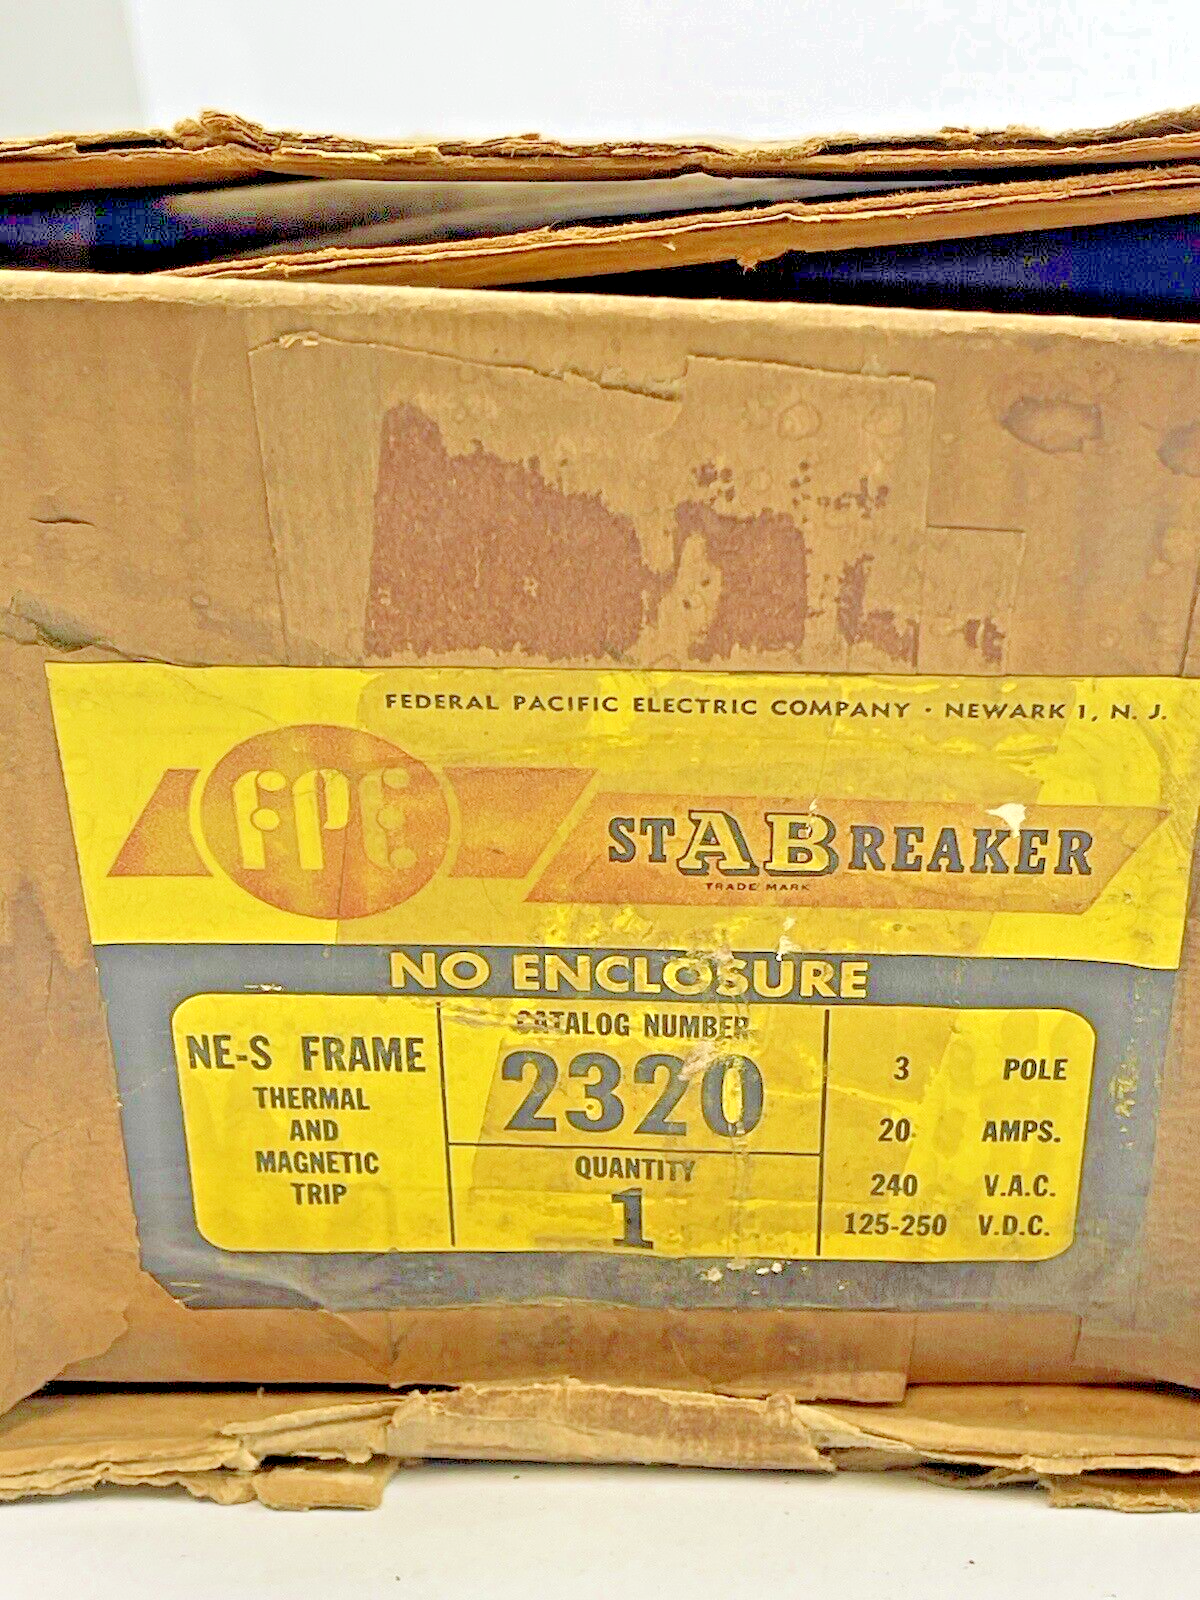 FEDERAL PACIFIC ELECTRIC COMPANY · NEWARK 1, N. J.
FPE
STABREAKER
TRADE MARK
NO ENCLOSURE
NE-S FRAME
THERMAL
AND
MAGNETIC
TRIP
CATALOG NUMBER
2320
QUANTITY
1
3 POLE
20 AMPS.
240 V.A.C.
125-250 V.D.C.